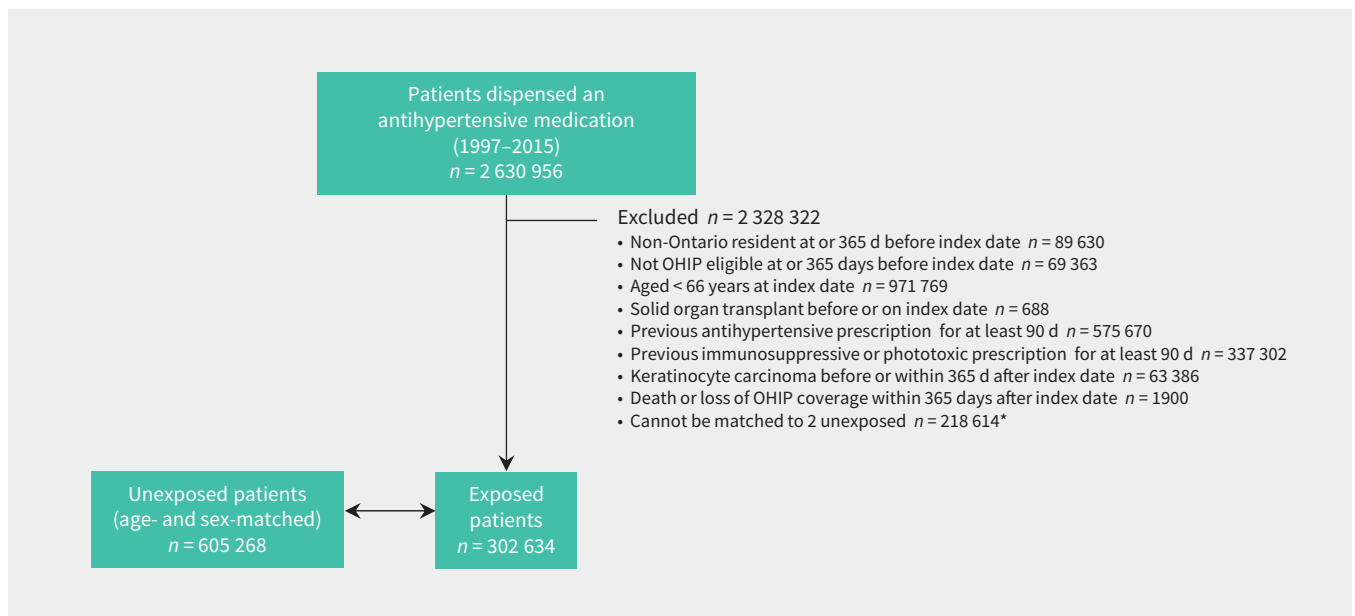 Patients dispensed an
antihypertensive medication
(1997–2015)
n = 2 630 956
Excluded n = 2 328 322
• Non-Ontario resident at or 365 d before index date n = 89 630
• Not OHIP eligible at or 365 days before index date n = 69 363
• Aged < 66 years at index date n = 971 769
• Solid organ transplant before or on index date n = 688
• Previous antihypertensive prescription for at least 90 d n = 575 670
• Previous immunosuppressive or phototoxic prescription for at least 90 d n = 337 302
• Keratinocyte carcinoma before or within 365 d after index date n = 63 386
• Death or loss of OHIP coverage within 365 days after index date n = 1900
• Cannot be matched to 2 unexposed n = 218 614*
Unexposed patients
(age- and sex-matched)
n = 605 268
Exposed
patients
n = 302 634